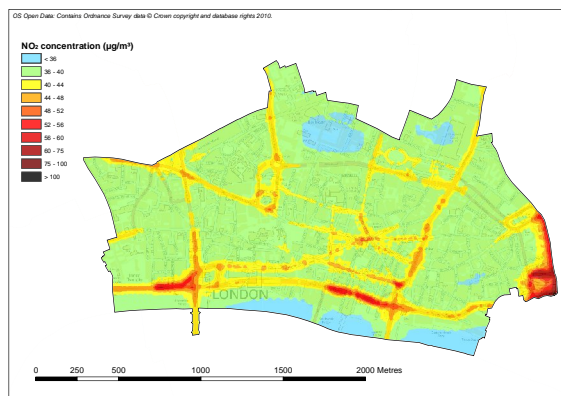 OS Open Data: Contains Ordnance Survey data © Crown copyright and database rights 2010.
NO₂ concentration (µg/m³)
< 36
36 - 40
40 - 44
44 - 48
48 - 52
52 - 56
56 - 60
60 - 75
75 - 100
> 100
LONDON
0 250 500 1000 1500 2000 Metres